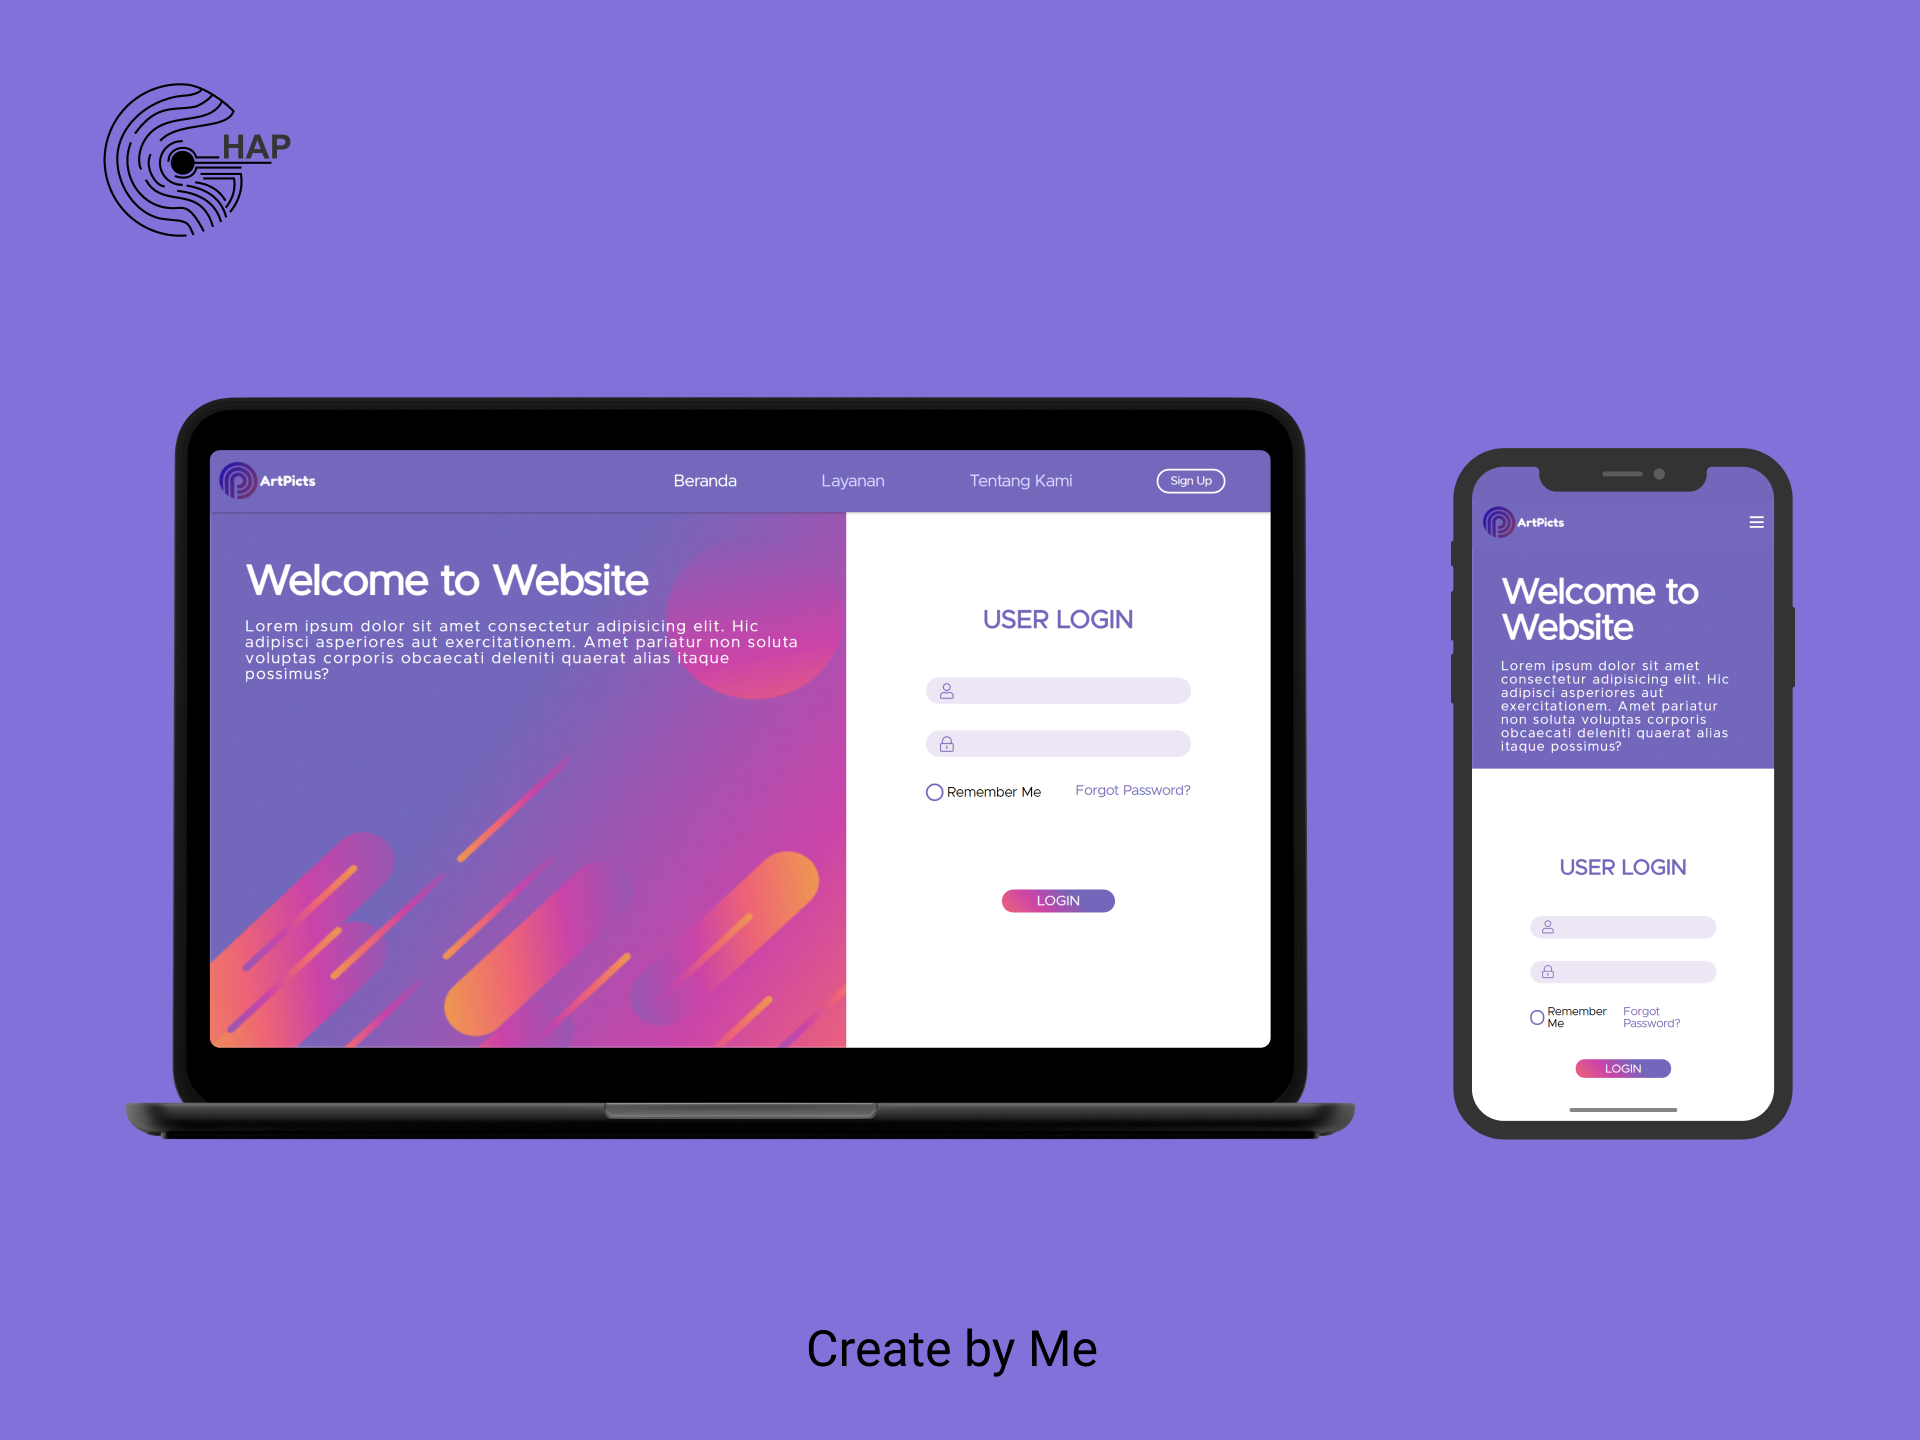 HAP
ArtPicts
Beranda
Layanan
Tentang Kami
Sign Up
Welcome to Website
Lorem ipsum dolor sit amet consectetur adipisicing elit. Hic
adipisci asperiores aut exercitationem. Amet pariatur non soluta
voluptas corporis obcaecati deleniti quaerat alias itaque
possimus?
USER LOGIN
Remember Me
Forgot Password?
LOGIN
ArtPicts
Welcome to
Website
Lorem ipsum dolor sit amet
consectetur adipisicing elit. Hic
adipisci asperiores aut
exercitationem. Amet pariatur
non soluta voluptas corporis
obcaecati deleniti quaerat alias
itaque possimus?
USER LOGIN
Remember
Me
Forgot
Password?
LOGIN
Create by Me